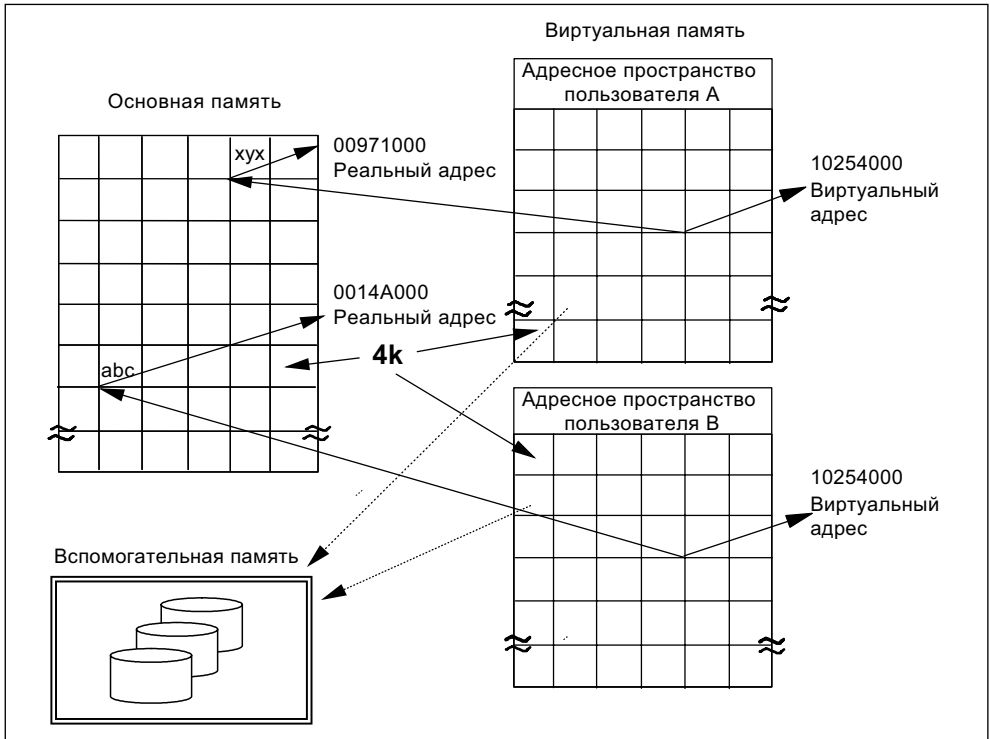 Виртуальная память
Адресное пространство
пользователя A
Основная память
xyx
00971000
Реальный адрес
10254000
Виртуальный
адрес
0014A000
Реальный адрес
4k
abc
Адресное пространство
пользователя B
10254000
Виртуальный
адрес
Вспомогательная память